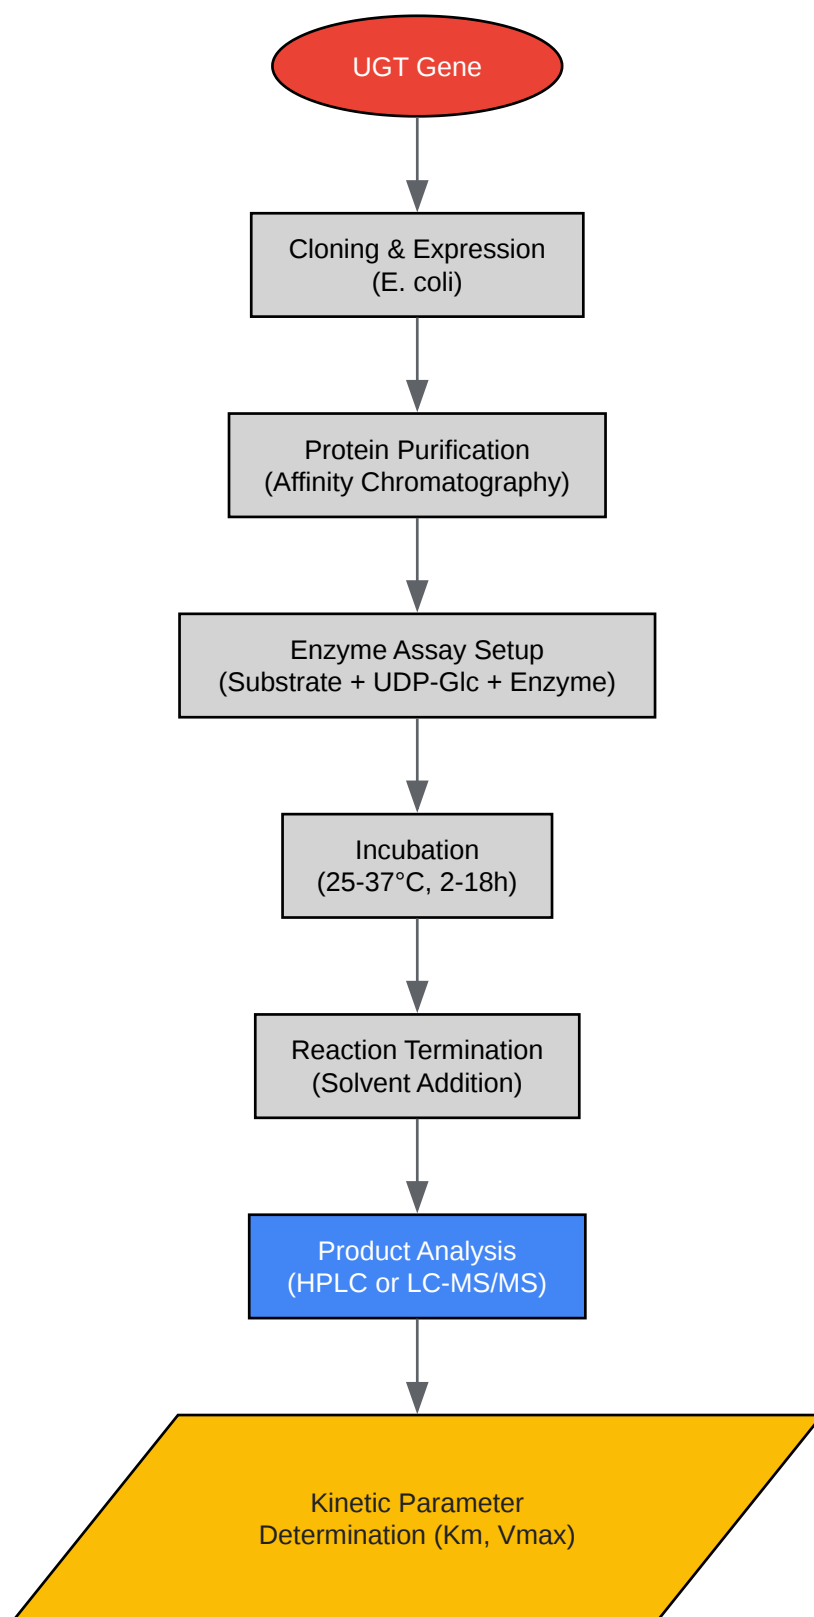 UGT Gene
Cloning & Expression
(E. coli)
Protein Purification
(Affinity Chromatography)
Enzyme Assay Setup
(Substrate + UDP-Glc + Enzyme)
Incubation
(25-37°C, 2-18h)
Reaction Termination
(Solvent Addition)
Product Analysis
(HPLC or LC-MS/MS)
Kinetic Parameter
Determination (Km, Vmax)